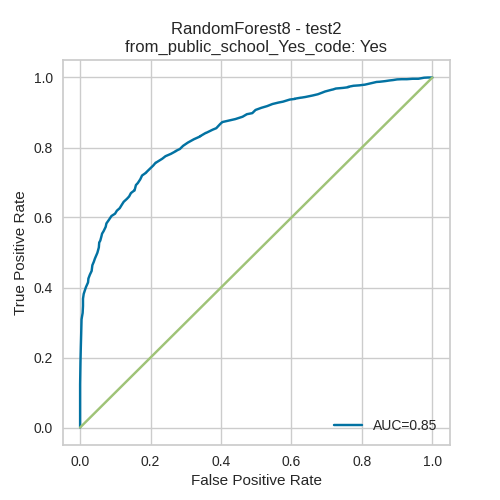 RandomForest8 - test2
from_public_school_Yes_code: Yes
True Positive Rate
1.0
0.8
0.6
0.4
0.2
0.0
AUC=0.85
0.0 0.2 0.4 0.6 0.8 1.0
False Positive Rate